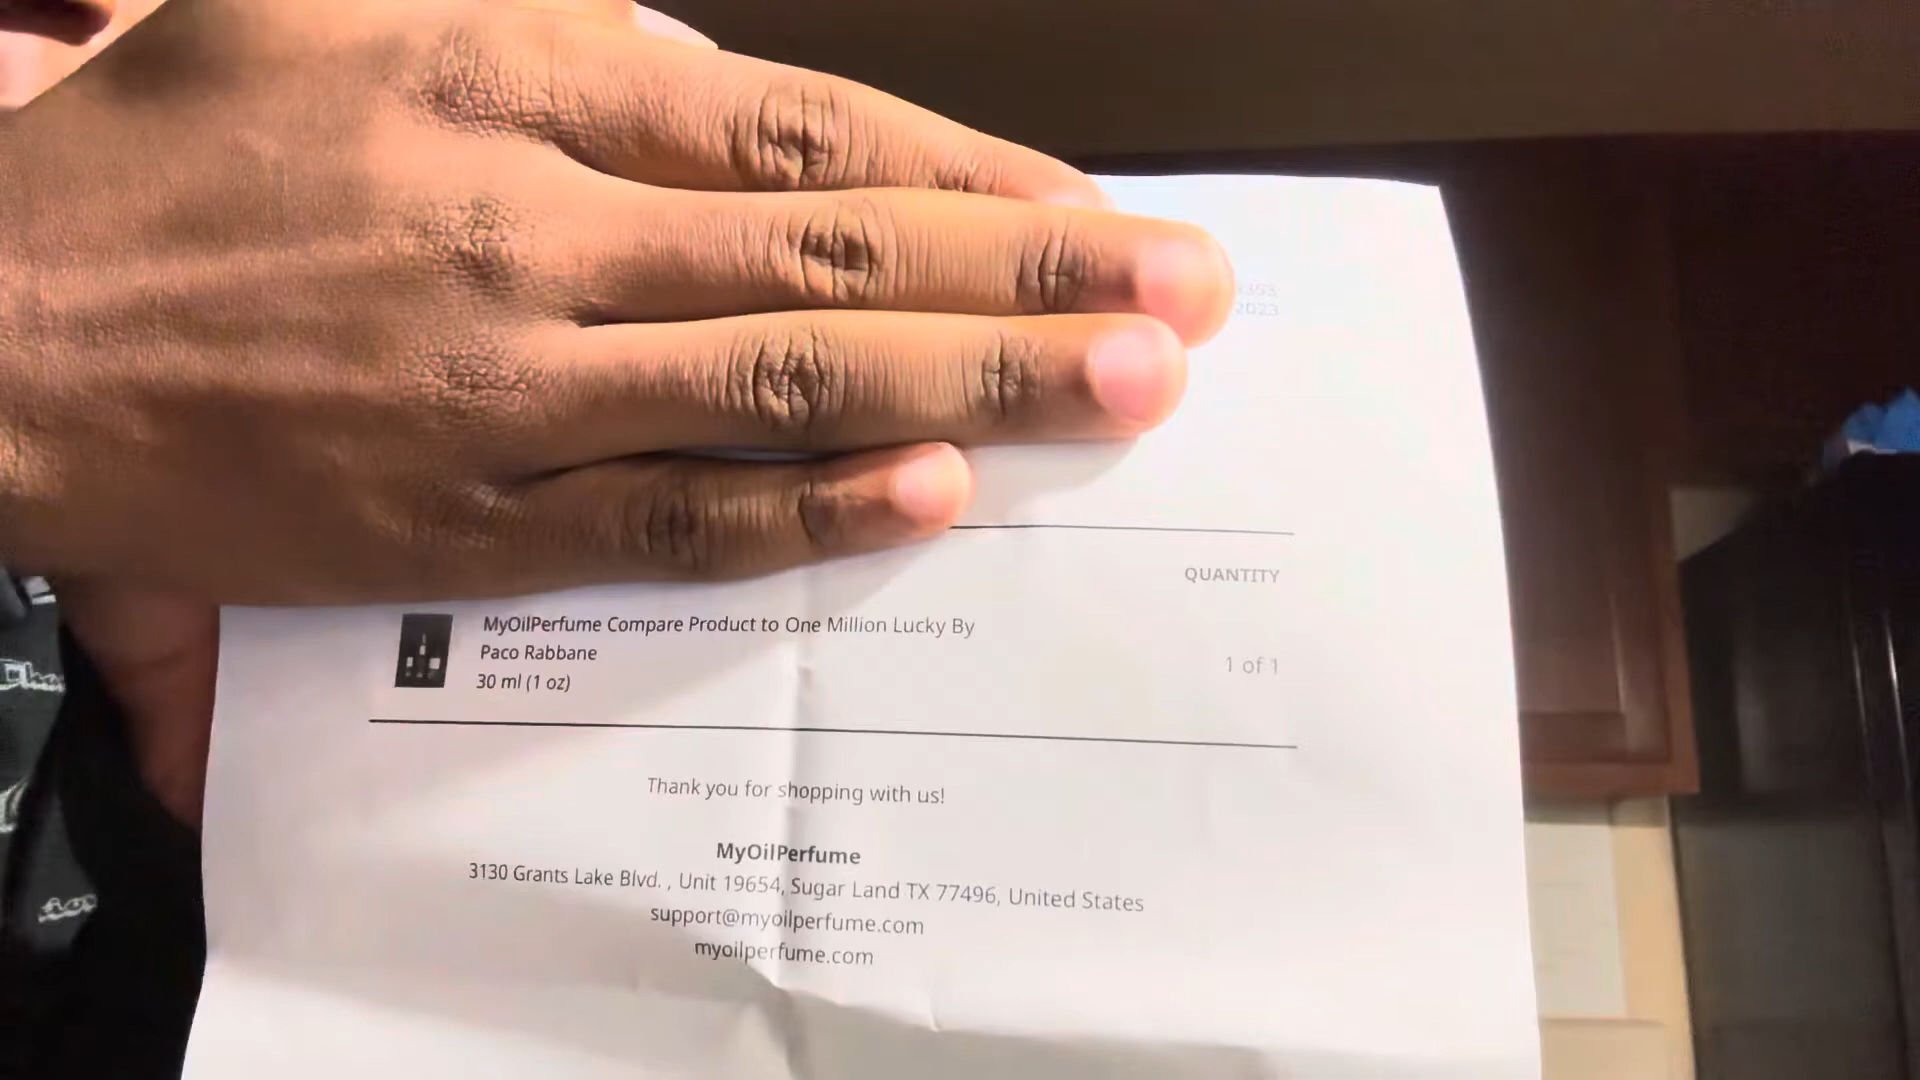 353
2023
QUANTITY
MyOilPerfume Compare Product to One Million Lucky By
Paco Rabbane
30 ml (1 oz)
1 of 1
Thank you for shopping with us!
MyOilPerfume
3130 Grants Lake Blvd. , Unit 19654, Sugar Land TX 77496, United States
support@myoilperfume.com
myoilperfume.com